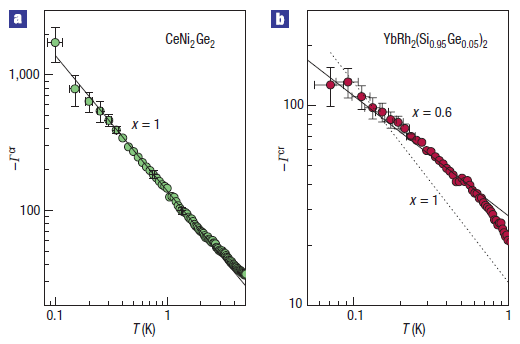 a
CeNi₂Ge₂
1,000
100
– Γᶜʳ
x = 1
0.1
1
T (K)
b
YbRh₂(Si₀.₉₅Ge₀.₀₅)₂
100
10
– Γᶜʳ
x = 0.6
x = 1
0.1
1
T (K)